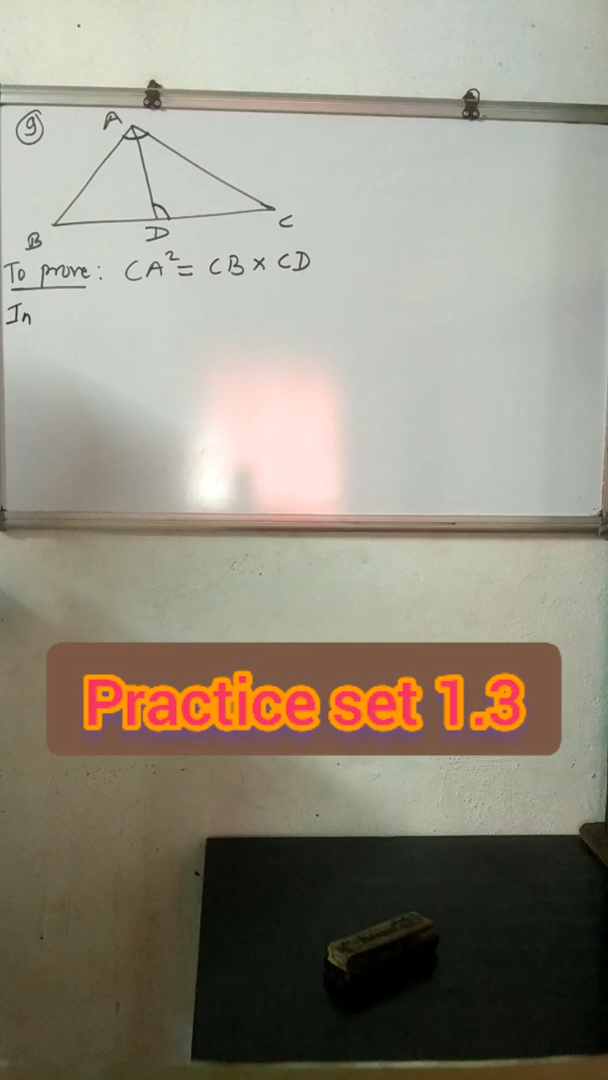 9
A
B
D
C
To prove: CA² = CB × CD
In
Practice set 1.3